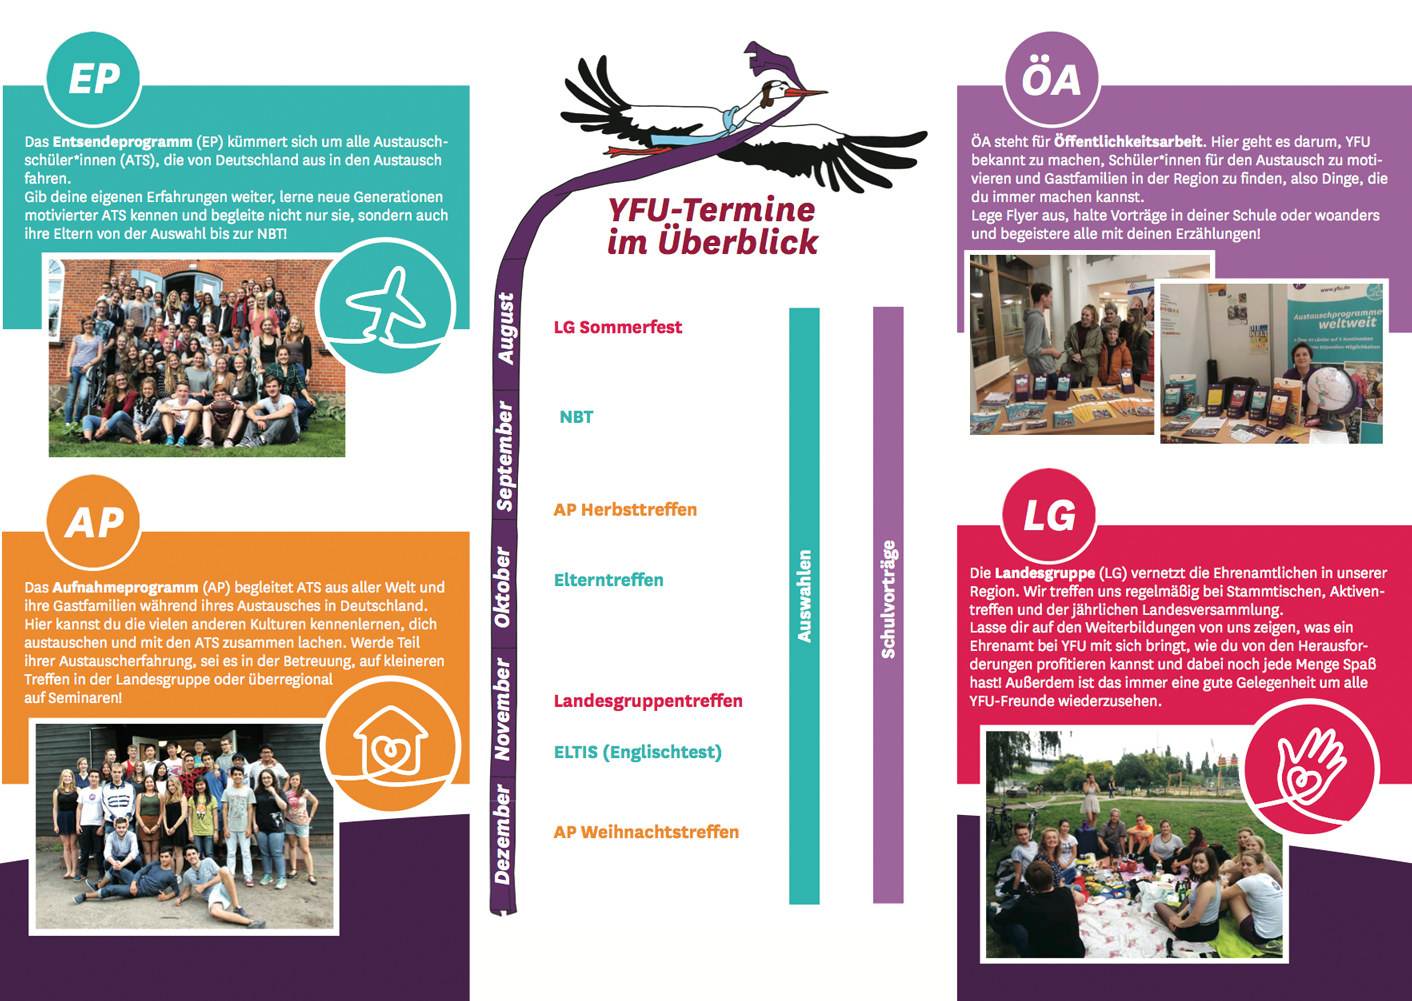 EP
Das Entsendeprogramm (EP) kümmert sich um alle Austausch-
schüler*innen (ATS), die von Deutschland aus in den Austausch
fahren.
Gib deine eigenen Erfahrungen weiter, lerne neue Generationen
motivierter ATS kennen und begleite nicht nur sie, sondern auch
ihre Eltern von der Auswahl bis zur NBT!
AP
Das Aufnahmeprogramm (AP) begleitet ATS aus aller Welt und
ihre Gastfamilien während ihres Austausches in Deutschland.
Hier kannst du die vielen anderen Kulturen kennenlernen, dich
austauschen und mit den ATS zusammen lachen. Werde Teil
ihrer Austauscherfahrung, sei es in der Betreuung, auf kleineren
Treffen in der Landesgruppe oder überregional
auf Seminaren!
YFU-Termine
im Überblick
August
September
Oktober
November
Dezember
LG Sommerfest
NBT
AP Herbsttreffen
Elterntreffen
Landesgruppentreffen
ELTIS (Englischtest)
AP Weihnachtstreffen
Auswahlen
Schulvorträge
ÖA
ÖA steht für Öffentlichkeitsarbeit. Hier geht es darum, YFU
bekannt zu machen, Schüler*innen für den Austausch zu moti-
vieren und Gastfamilien in der Region zu finden, also Dinge, die
du immer machen kannst.
Lege Flyer aus, halte Vorträge in deiner Schule oder woanders
und begeistere alle mit deinen Erzählungen!
www.yfu.de
Austauschprogramme
weltweit
LG
Die Landesgruppe (LG) vernetzt die Ehrenamtlichen in unserer
Region. Wir treffen uns regelmäßig bei Stammtischen, Aktiven-
treffen und der jährlichen Landesversammlung.
Lasse dir auf den Weiterbildungen von uns zeigen, was ein
Ehrenamt bei YFU mit sich bringt, wie du von den Herausfor-
derungen profitieren kannst und dabei noch jede Menge Spaß
hast! Außerdem ist das immer eine gute Gelegenheit um alle
YFU-Freunde wiederzusehen.